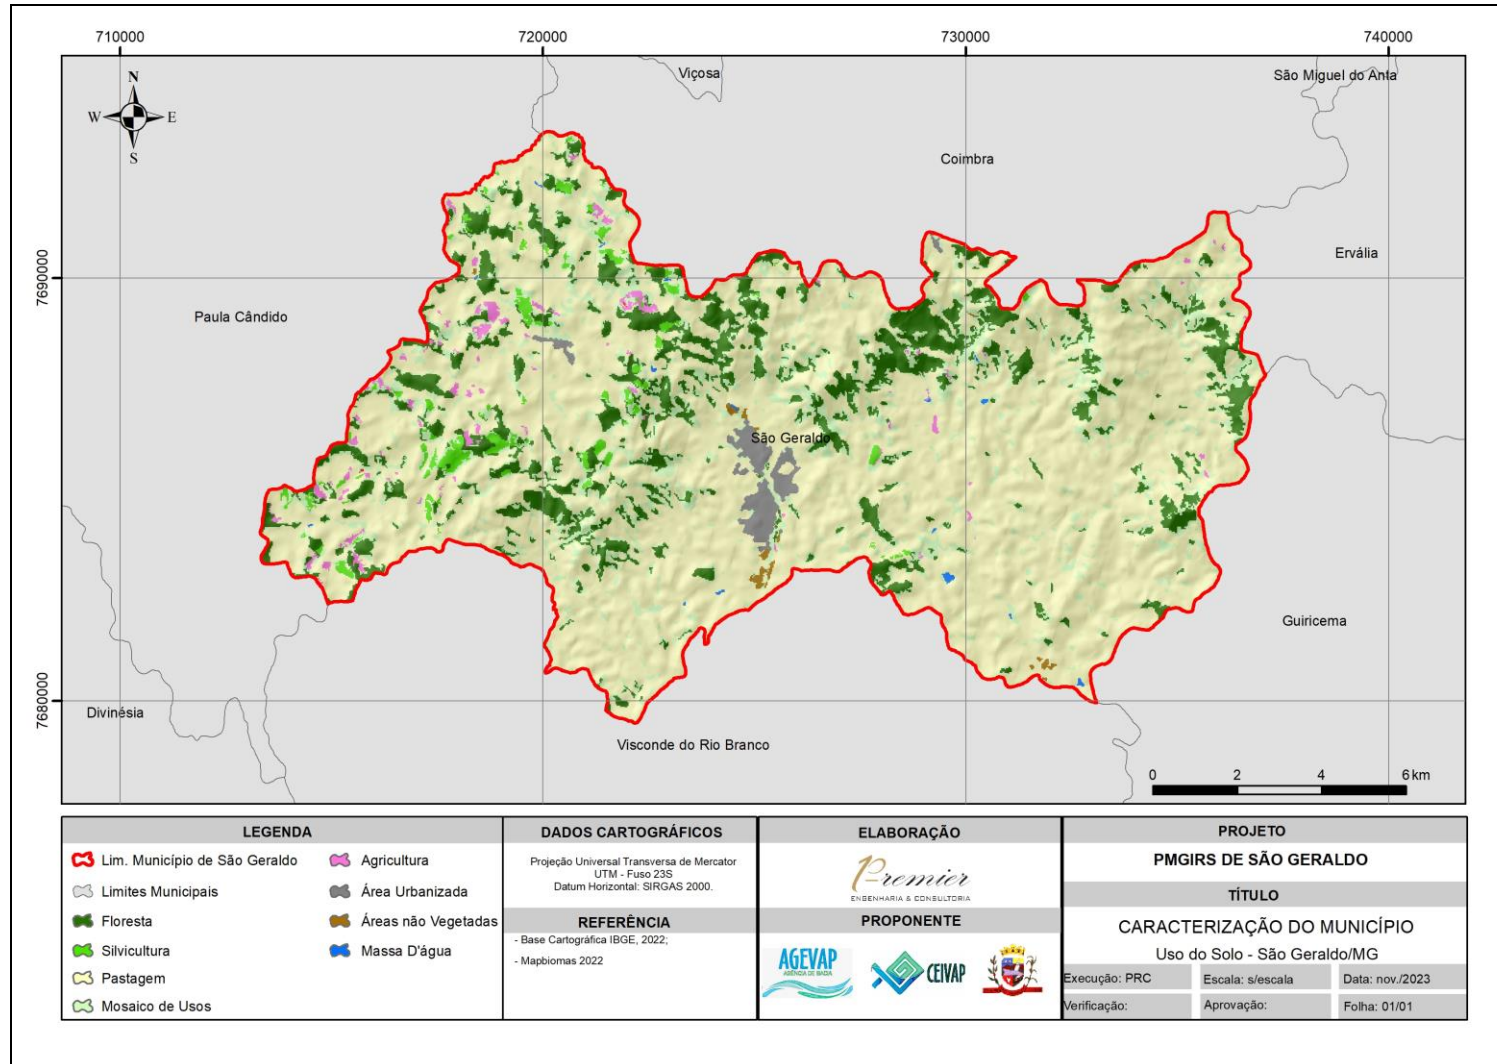 710000
720000
730000
740000
N
W
E
S
Viçosa
São Miguel do Anta
Coimbra
Ervália
7690000
Paula Cândido
São Geraldo
Guiricema
7680000
Divinésia
Visconde do Rio Branco
0 2 4 6 km
LEGENDA
Lim. Município de São Geraldo
Limites Municipais
Floresta
Silvicultura
Pastagem
Mosaico de Usos
Agricultura
Área Urbanizada
Áreas não Vegetadas
Massa D'água
DADOS CARTOGRÁFICOS
Projeção Universal Transversa de Mercator
UTM - Fuso 23S
Datum Horizontal: SIRGAS 2000.
REFERÊNCIA
- Base Cartográfica IBGE, 2022;
- Mapbiomas 2022
ELABORAÇÃO
Premier
ENGENHARIA & CONSULTORIA
PROPONENTE
AGEVAP
AGÊNCIA DE BACIA
CEIVAP
PROJETO
PMGIRS DE SÃO GERALDO
TÍTULO
CARACTERIZAÇÃO DO MUNICÍPIO
Uso do Solo - São Geraldo/MG
Execução: PRC
Escala: s/escala
Data: nov./2023
Verificação:
Aprovação:
Folha: 01/01